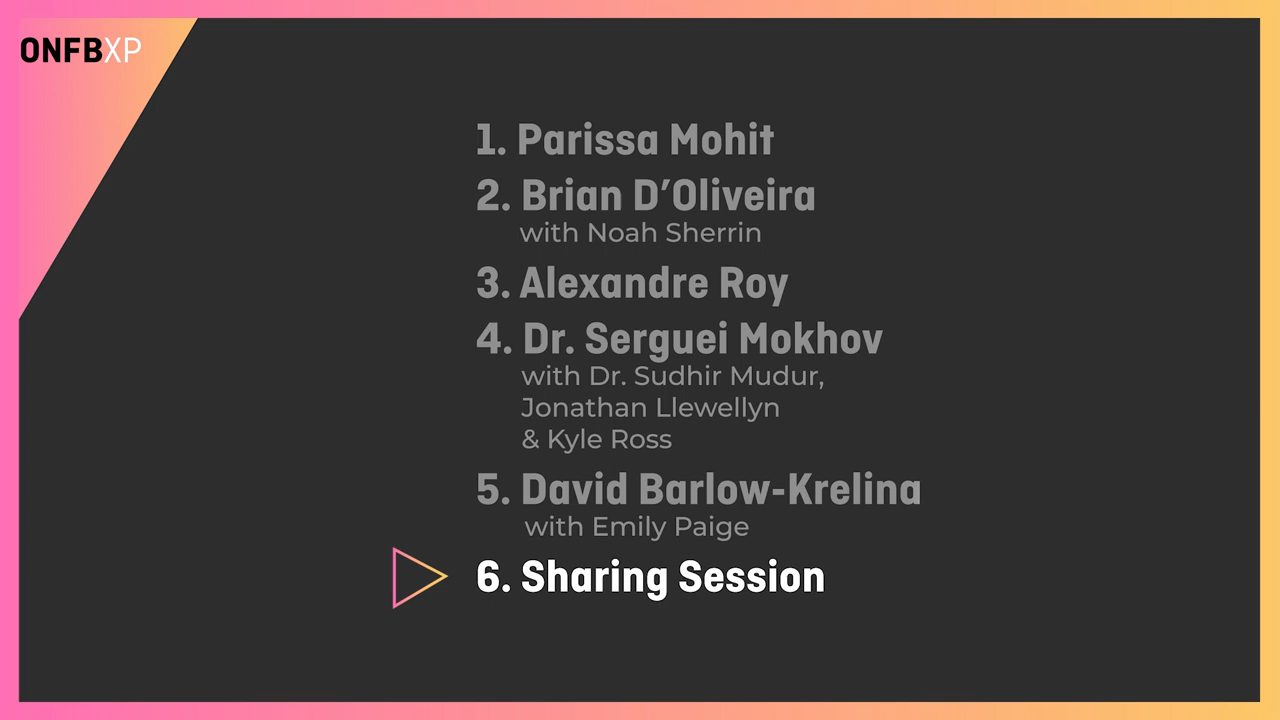 ONFBXP
1. Parissa Mohit
2. Brian D’Oliveira
with Noah Sherrin
3. Alexandre Roy
4. Dr. Serguei Mokhov
with Dr. Sudhir Mudur,
Jonathan Llewellyn
& Kyle Ross
5. David Barlow-Krelina
with Emily Paige
6. Sharing Session